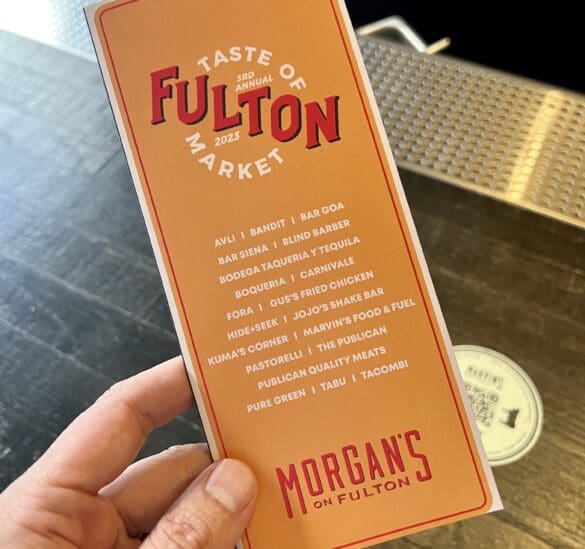 TASTE OF
3RD
ANNUAL
FULTON
2023
MARKET
AVLI | BANDIT | BAR GOA
BAR SIENA | BLIND BARBER
BODEGA TAQUERIA Y TEQUILA
BOQUERIA | CARNIVALE
FORA | GUS'S FRIED CHICKEN
HIDE+SEEK | JOJO'S SHAKE BAR
KUMA'S CORNER | MARVIN'S FOOD & FUEL
PASTORELLI | THE PUBLICAN
PUBLICAN QUALITY MEATS
PURE GREEN | TABU | TACOMBI
MORGAN'S
ON FULTON
MARVIN'S